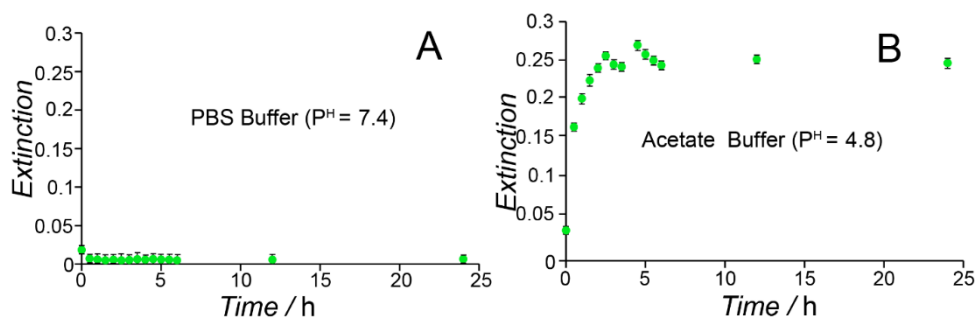 A
0.3
0.25
0.2
0.15
0.1
0.05
0
Extinction
PBS Buffer (Pᴴ = 7.4)
0 5 10 15 20 25
Time / h
B
0.3
0.25
0.2
0.15
0.1
0.05
0
Extinction
Acetate Buffer (Pᴴ = 4.8)
0 5 10 15 20 25
Time / h